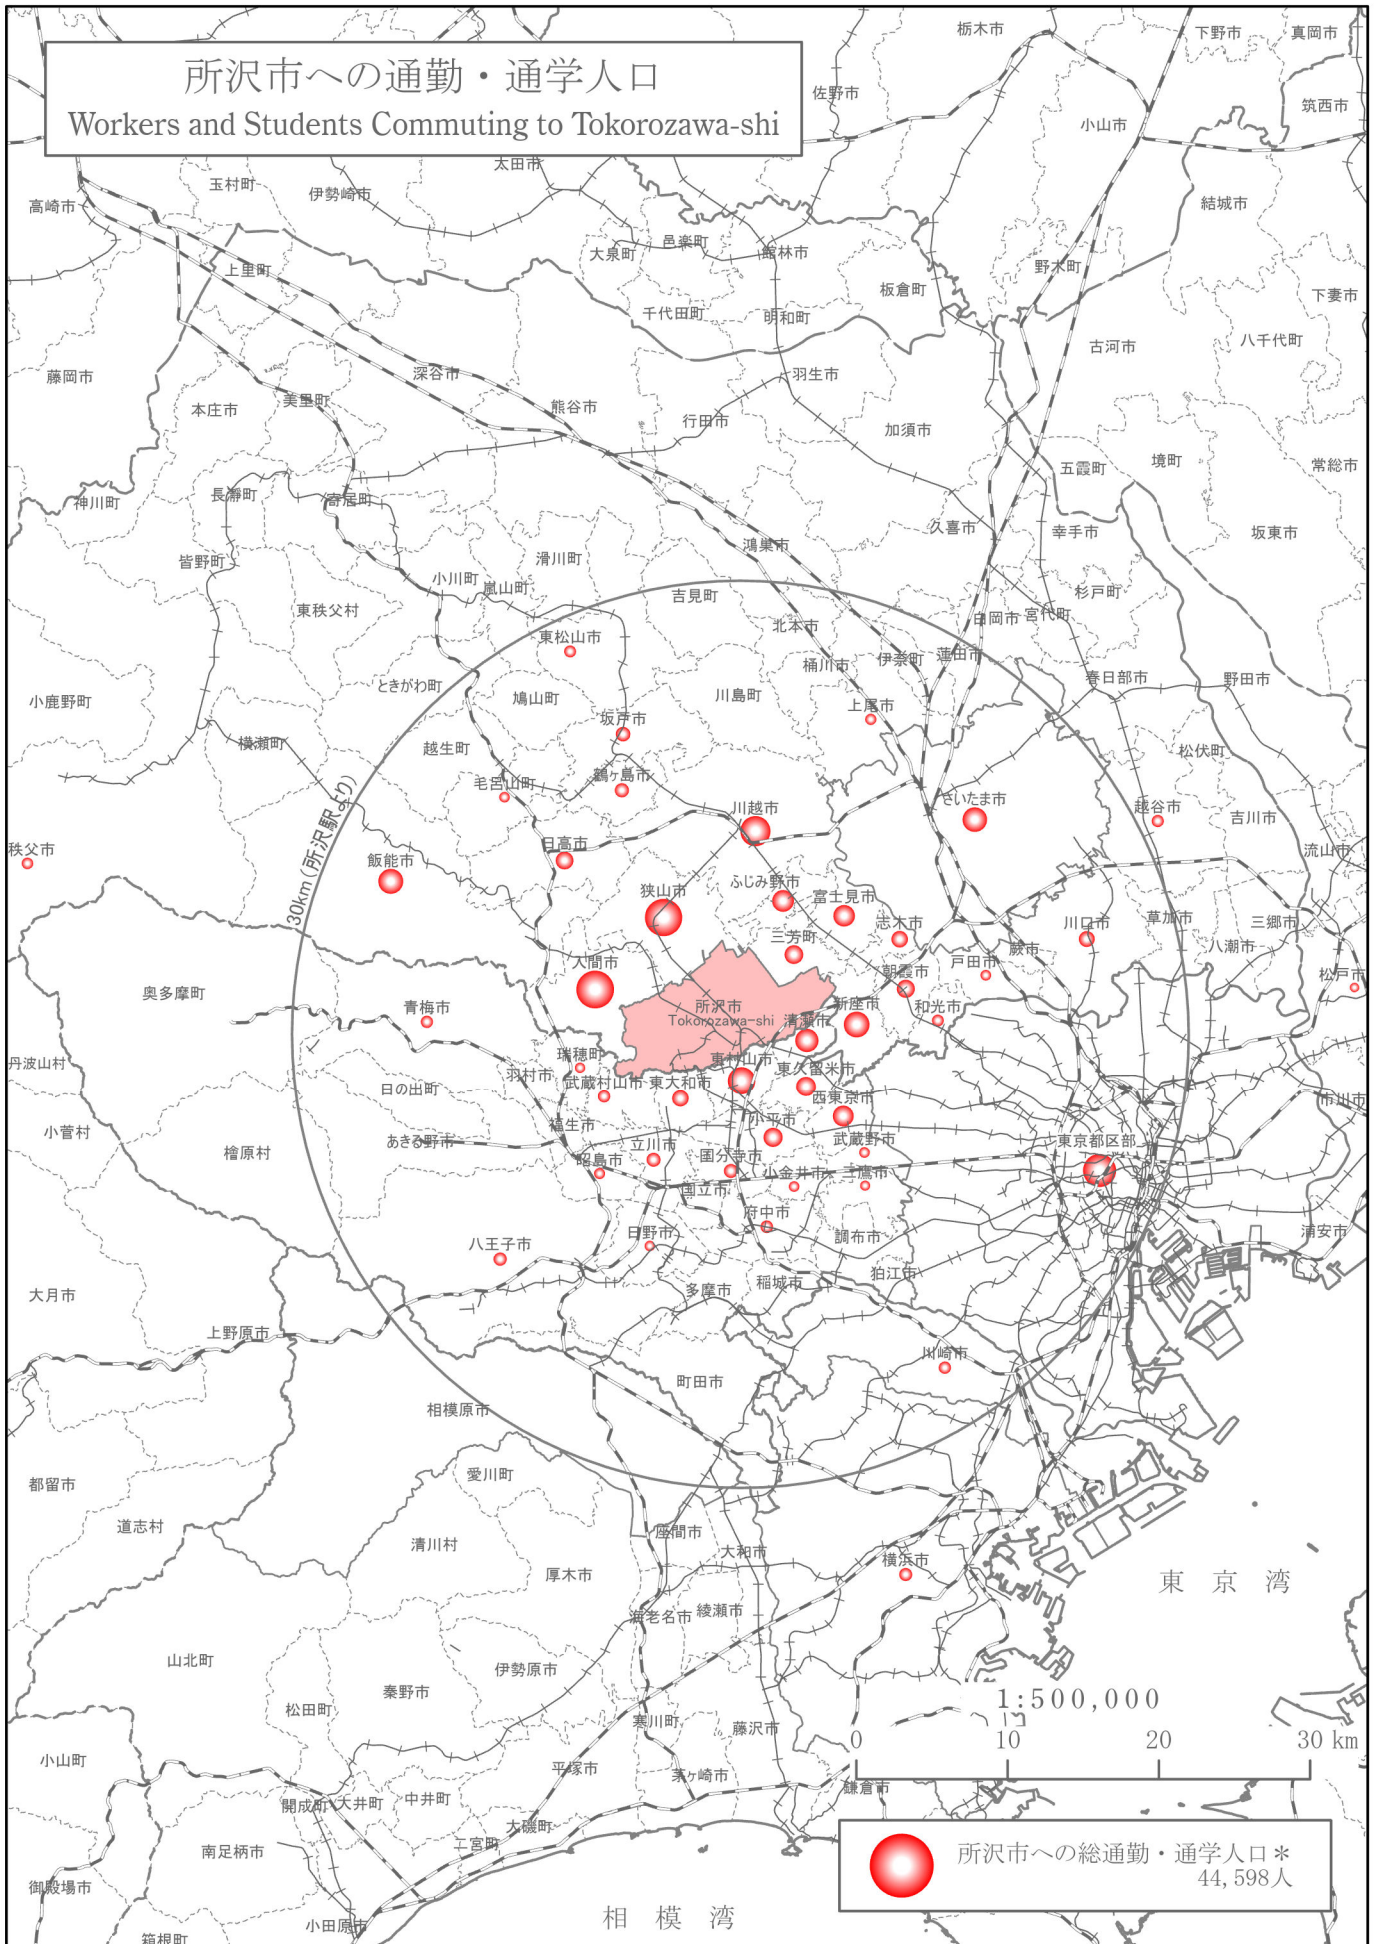 所沢市への通勤・通学人口
Workers and Students Commuting to Tokorozawa-shi
栃木市
下野市
真岡市
佐野市
筑西市
小山市
太田市
玉村町
伊勢崎市
高崎市
結城市
邑楽町
大泉町
館林市
野木町
上里町
板倉町
下妻市
千代田町
明和町
古河市
八千代町
藤岡市
深谷市
羽生市
美里町
本庄市
熊谷市
行田市
加須市
五霞町
境町
常総市
長瀞町
寄居町
神川町
久喜市
幸手市
坂東市
鴻巣市
皆野町
滑川町
小川町
嵐山町
吉見町
杉戸町
東秩父村
宮代町
白岡市
北本市
東松山市
桶川市
伊奈町
蓮田市
ときがわ町
春日部市
野田市
小鹿野町
鳩山町
川島町
上尾市
坂戸市
横瀬町
越生町
松伏町
鶴ヶ島市
毛呂山町
川越市
さいたま市
越谷市
吉川市
30km(所沢駅より)
秩父市
飯能市
日高市
流山市
狭山市
ふじみ野市
富士見市
志木市
川口市
草加市
三郷市
三芳町
蕨市
八潮市
入間市
朝霞市
戸田市
松戸市
奥多摩町
青梅市
所沢市
Tokorozawa-shi
清瀬市
新座市
和光市
丹波山村
瑞穂町
東村山市
東久留米市
羽村市
武蔵村山市
東大和市
日の出町
西東京市
市川市
小菅村
福生市
小平市
檜原村
あきる野市
立川市
武蔵野市
東京都区部
昭島市
国分寺市
小金井市
三鷹市
国立市
府中市
日野市
調布市
浦安市
八王子市
狛江市
大月市
多摩市
稲城市
上野原市
川崎市
町田市
相模原市
愛川町
都留市
道志村
清川村
座間市
大和市
横浜市
厚木市
東京湾
海老名市
綾瀬市
山北町
伊勢原市
秦野市
松田町
1:500,000
寒川町
藤沢市
0
10
20
30 km
小山町
平塚市
茅ヶ崎市
鎌倉市
開成町
大井町
中井町
大磯町
二宮町
南足柄市
所沢市への総通勤・通学人口＊
44,598人
御殿場市
小田原市
相模湾
箱根町